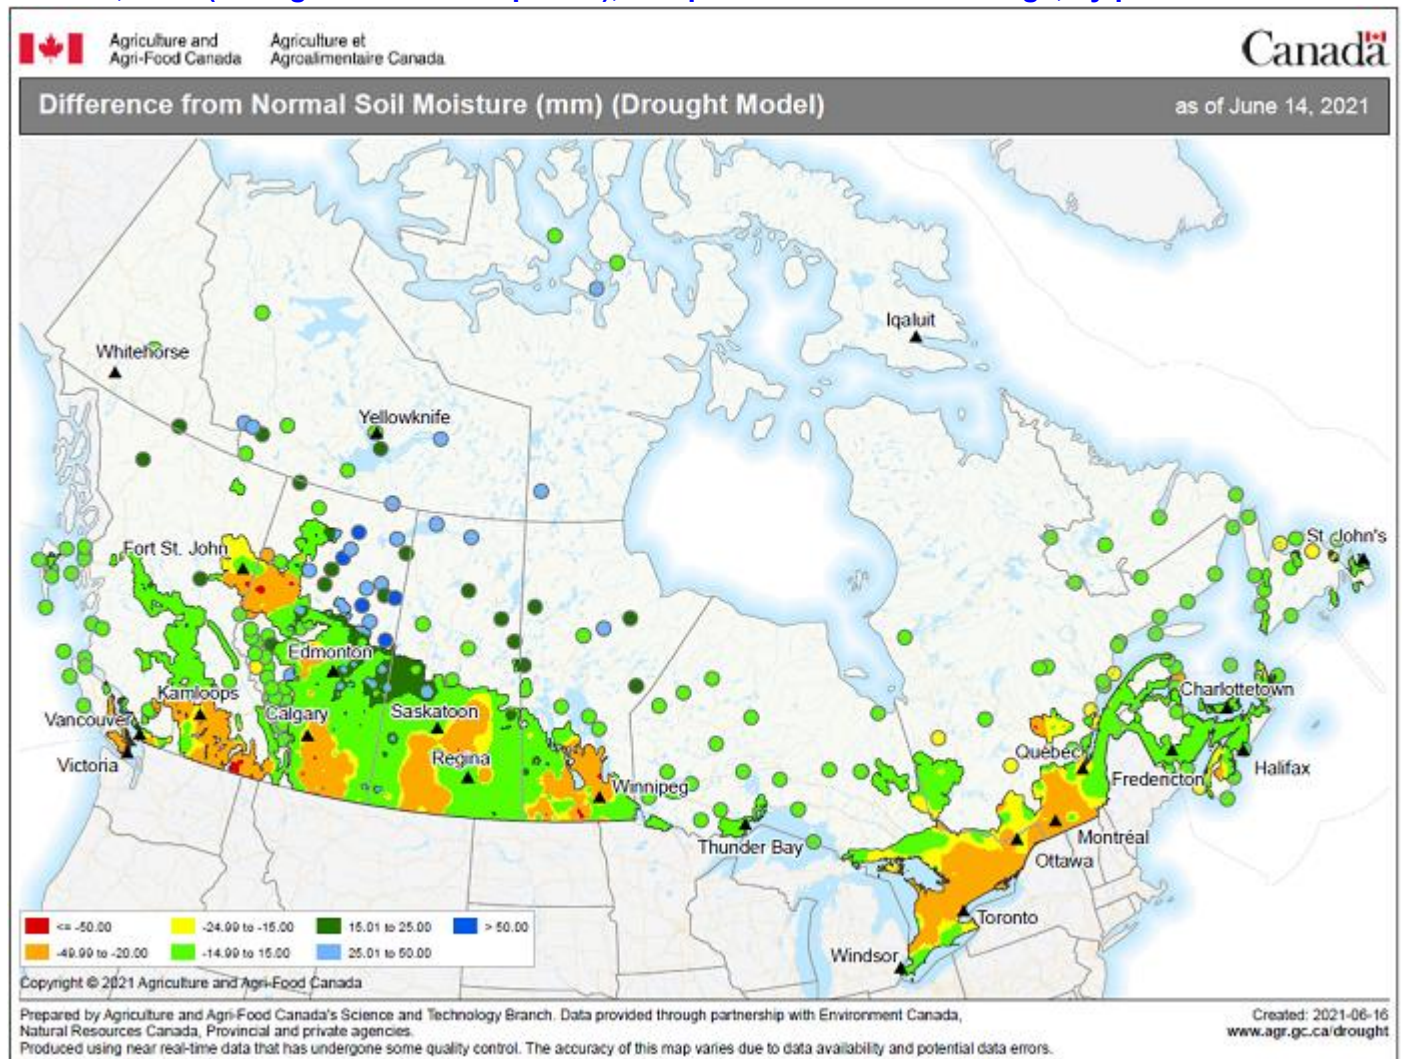 Agriculture and
Agri-Food Canada
Agriculture et
Agroalimentaire Canada
Canada
Difference from Normal Soil Moisture (mm) (Drought Model)
as of June 14, 2021
Iqaluit
Whitehorse
Yellowknife
Fort St. John
St. John's
Edmonton
Kamloops
Charlottetown
Vancouver
Calgary
Saskatoon
Québec
Regina
Victoria
Fredericton
Halifax
Winnipeg
Thunder Bay
Montréal
Ottawa
Toronto
Windsor
<= -50.00
-24.99 to -15.00
15.01 to 25.00
> 50.00
-49.99 to -20.00
-14.99 to 15.00
25.01 to 50.00
Copyright © 2021 Agriculture and Agri-Food Canada
Prepared by Agriculture and Agri-Food Canada's Science and Technology Branch. Data provided through partnership with Environment Canada,
Natural Resources Canada, Provincial and private agencies.
Produced using near real-time data that has undergone some quality control. The accuracy of this map varies due to data availability and potential data errors.
Created: 2021-06-16
www.agr.gc.ca/drought